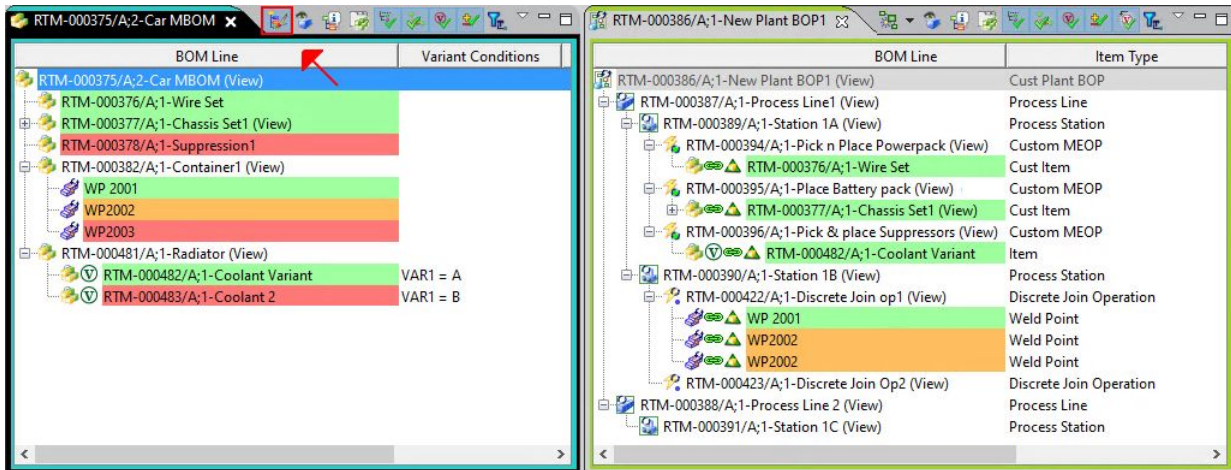 RTM-000375/A;2-Car MBOM
BOM Line Variant Conditions
RTM-000375/A;2-Car MBOM (View)
RTM-000376/A;1-Wire Set
RTM-000377/A;1-Chassis Set1 (View)
RTM-000378/A;1-Suppression1
RTM-000382/A;1-Container1 (View)
WP 2001
WP2002
WP2003
RTM-000481/A;1-Radiator (View)
V RTM-000482/A;1-Coolant Variant VAR1 = A
V RTM-000483/A;1-Coolant 2 VAR1 = B
RTM-000386/A;1-New Plant BOP1
BOM Line Item Type
RTM-000386/A;1-New Plant BOP1 (View) Cust Plant BOP
RTM-000387/A;1-Process Line1 (View) Process Line
RTM-000389/A;1-Station 1A (View) Process Station
RTM-000394/A;1-Pick n Place Powerpack (View) Custom MEOP
RTM-000376/A;1-Wire Set Cust Item
RTM-000395/A;1-Place Battery pack (View) Custom MEOP
RTM-000377/A;1-Chassis Set1 (View) Cust Item
RTM-000396/A;1-Pick & place Suppressors (View) Custom MEOP
V RTM-000482/A;1-Coolant Variant Item
RTM-000390/A;1-Station 1B (View) Process Station
RTM-000422/A;1-Discrete Join op1 (View) Discrete Join Operation
WP 2001 Weld Point
WP2002 Weld Point
WP2002 Weld Point
RTM-000423/A;1-Discrete Join Op2 (View) Discrete Join Operation
RTM-000388/A;1-Process Line 2 (View) Process Line
RTM-000391/A;1-Station 1C (View) Process Station